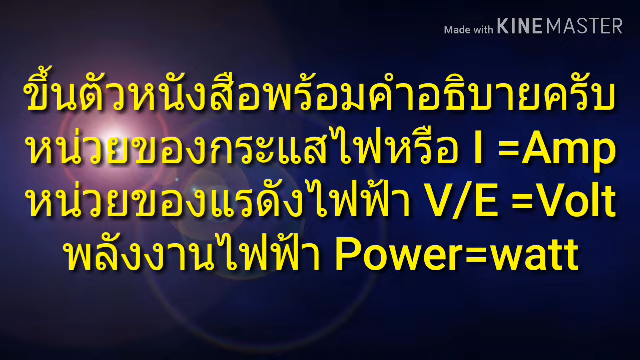 Made with KINEMASTER
ขึ้นตัวหนังสือพร้อมคำอธิบายครับ
หน่วยของกระแสไฟหรือ I =Amp
หน่วยของแรดังไฟฟ้า V/E =Volt
พลังงานไฟฟ้า Power=watt